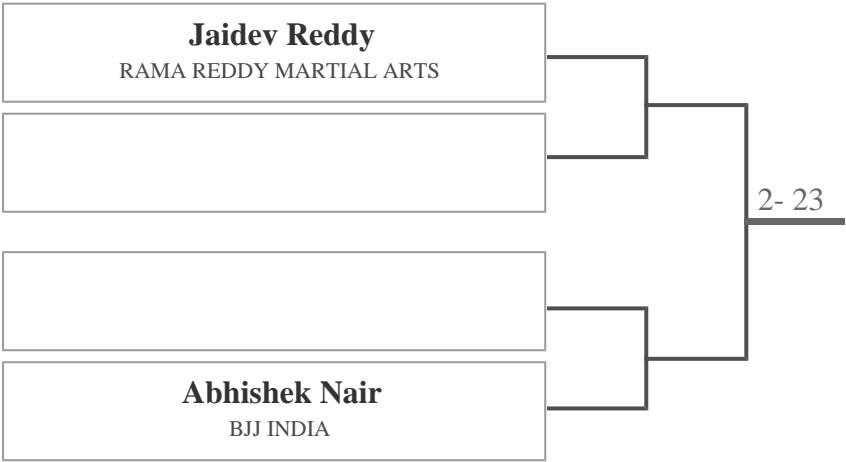 Jaidev Reddy
RAMA REDDY MARTIAL ARTS
2- 23
Abhishek Nair
BJJ INDIA